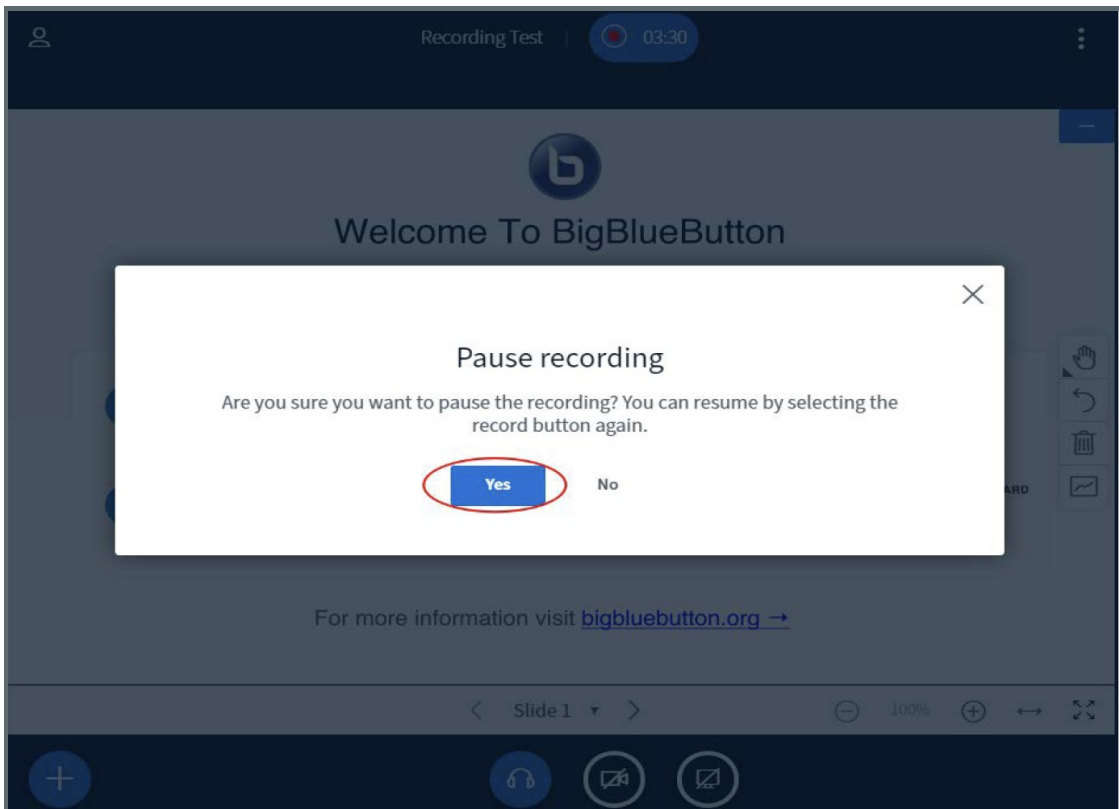 Recording Test
03:30
Welcome To BigBlueButton
Pause recording
Are you sure you want to pause the recording? You can resume by selecting the
record button again.
Yes No
ARD
For more information visit bigbluebutton.org →
Slide 1
100%